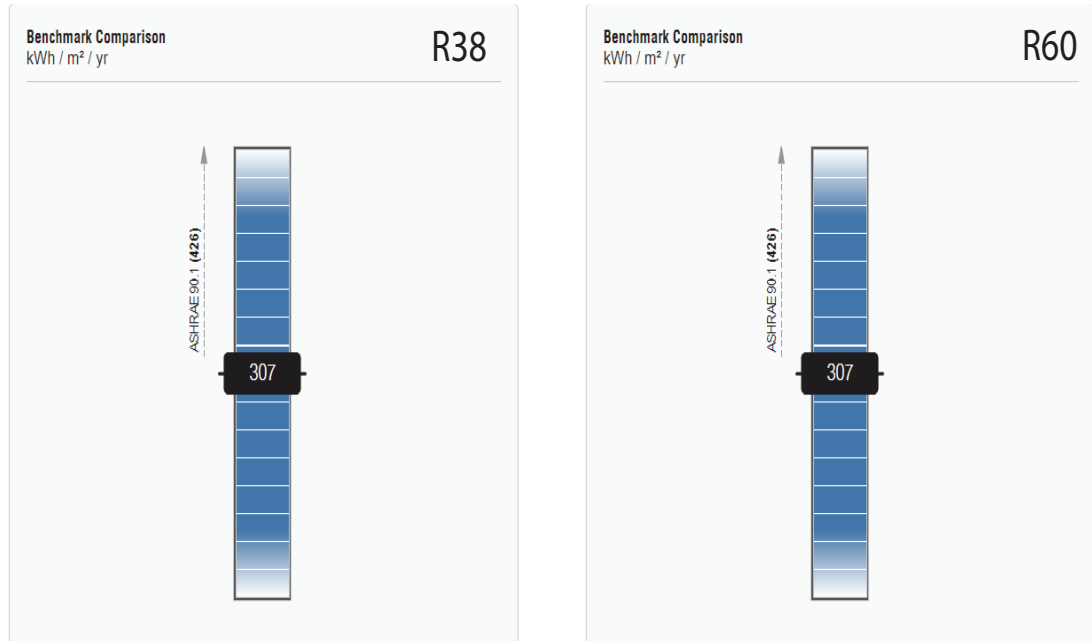 Benchmark Comparison
kWh / m² / yr
R38
ASHRAE 90.1 (426)
307
Benchmark Comparison
kWh / m² / yr
R60
ASHRAE 90.1 (426)
307